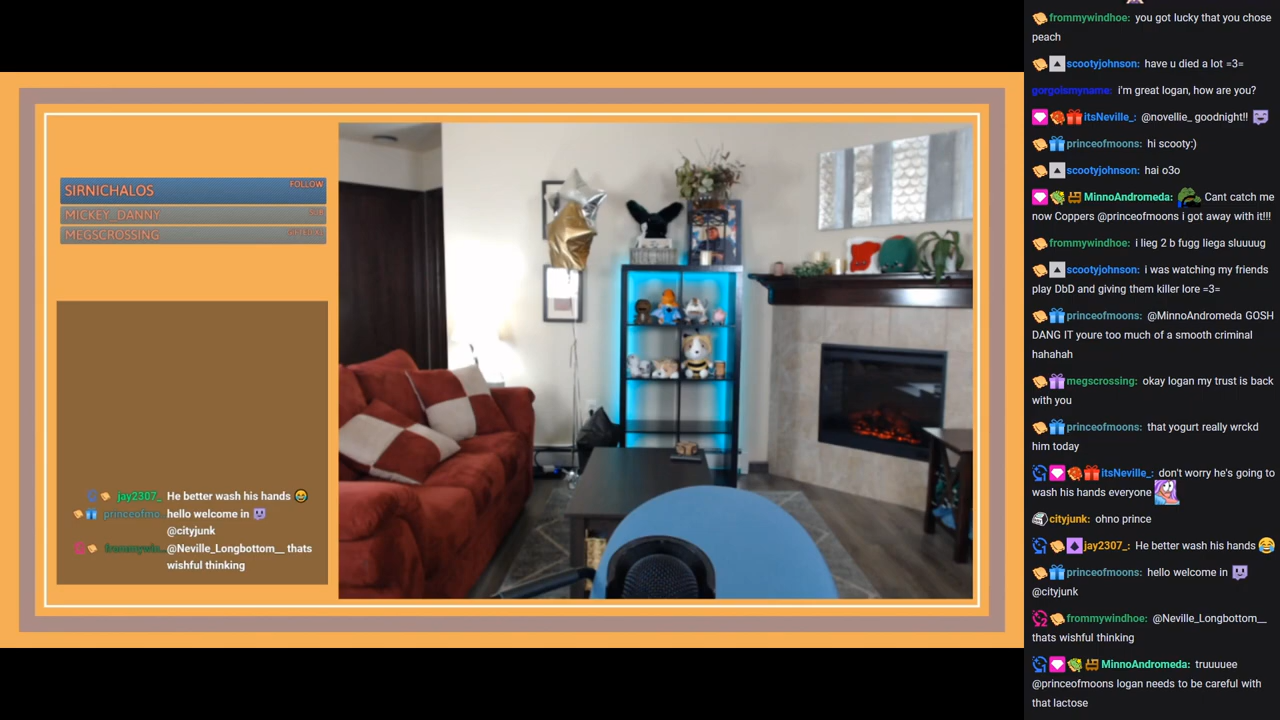 SIRNICHALOS
FOLLOW
MICKEY_DANNY
SUB
MEGSCROSSING
jay2307_ He better wash his hands 😂
princeofmo... hello welcome in
@cityjunk
frommywin... @Neville_Longbottom__ thats
wishful thinking
frommywindhoe: you got lucky that you chose
peach
scootyjohnson: have u died a lot =3=
gorgoismyname: i'm great logan, how are you?
itsNeville_: @novellie_ goodnight!!
princeofmoons: hi scooty:)
scootyjohnson: hai o3o
MinnoAndromeda: Cant catch me
now Coppers @princeofmoons i got away with it!!!
frommywindhoe: i lieg 2 b fugg liega sluuuug
scootyjohnson: i was watching my friends
play DbD and giving them killer lore =3=
princeofmoons: @MinnoAndromeda GOSH
DANG IT youre too much of a smooth criminal
hahahah
megscrossing: okay logan my trust is back
with you
princeofmoons: that yogurt really wrckd
him today
itsNeville_: don't worry he's going to
wash his hands everyone
cityjunk: ohno prince
jay2307_: He better wash his hands 😂
princeofmoons: hello welcome in
@cityjunk
frommywindhoe: @Neville_Longbottom__
thats wishful thinking
MinnoAndromeda: truuuuee
@princeofmoons logan needs to be careful with
that lactose